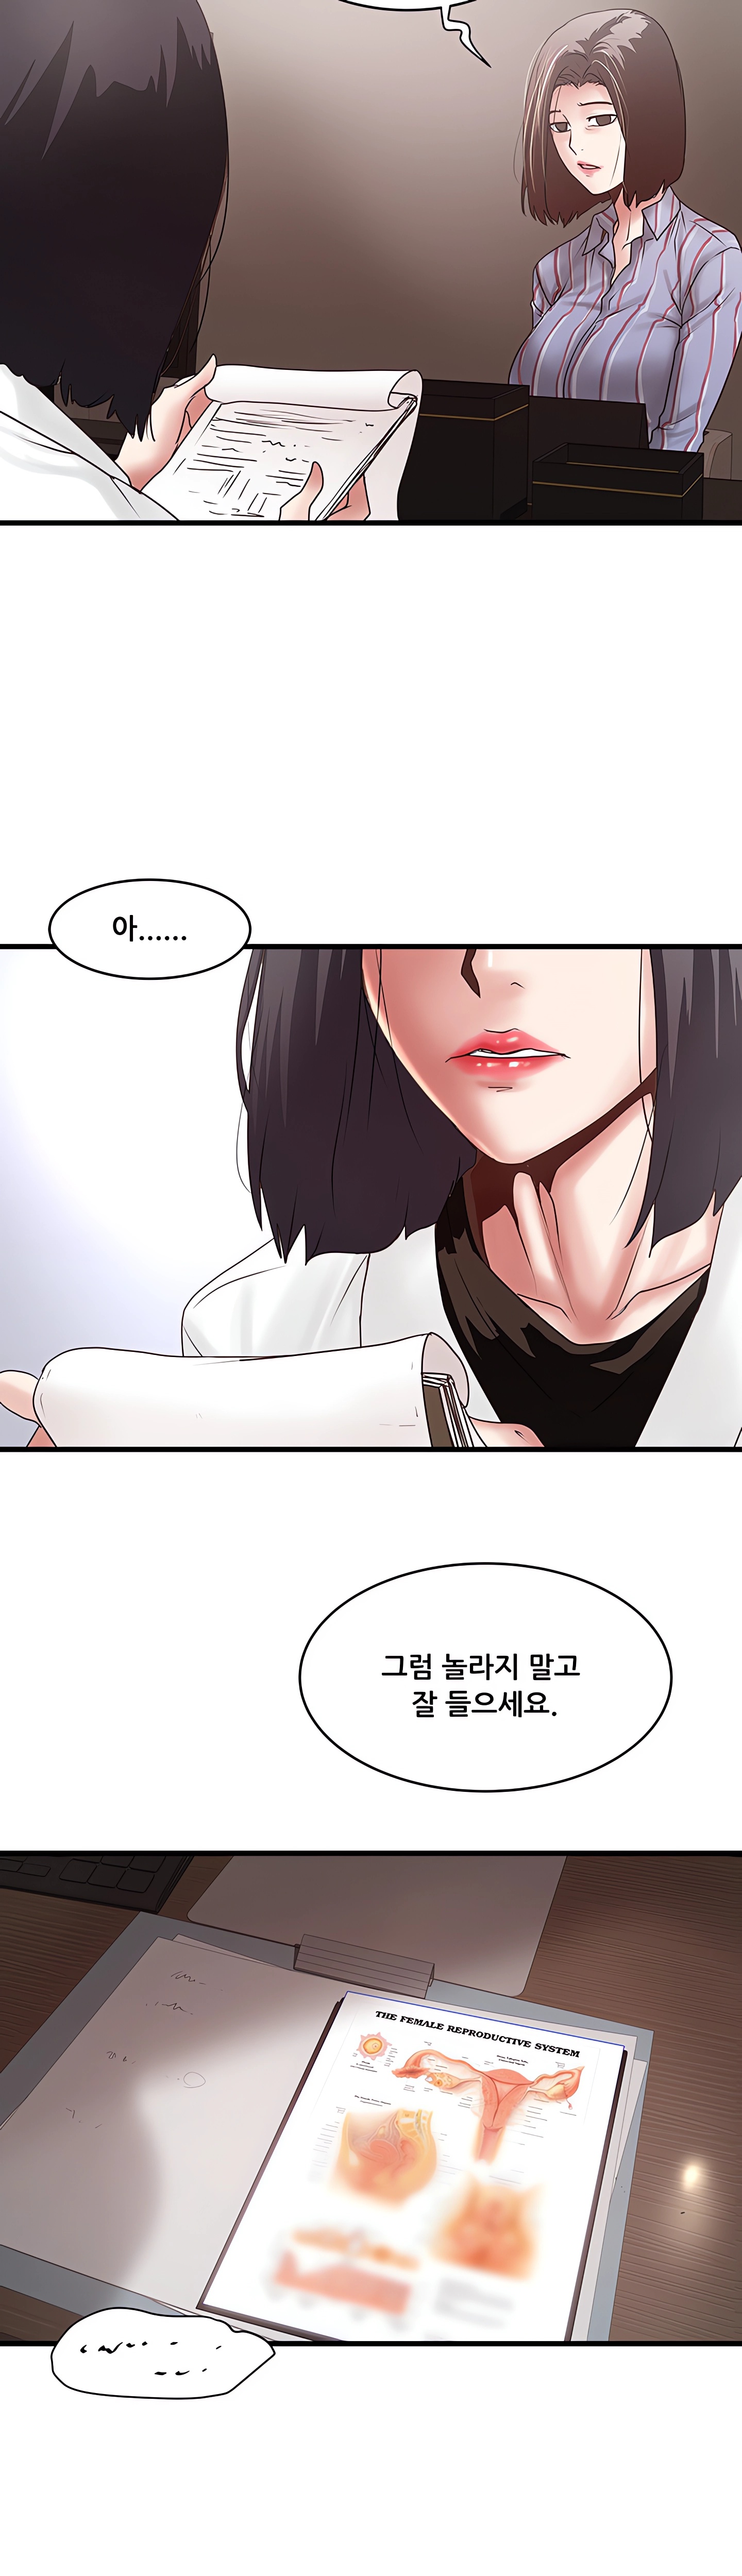 아......
그럼 놀라지 말고
잘 들으세요.
THE FEMALE REPRODUCTIVE SYSTEM